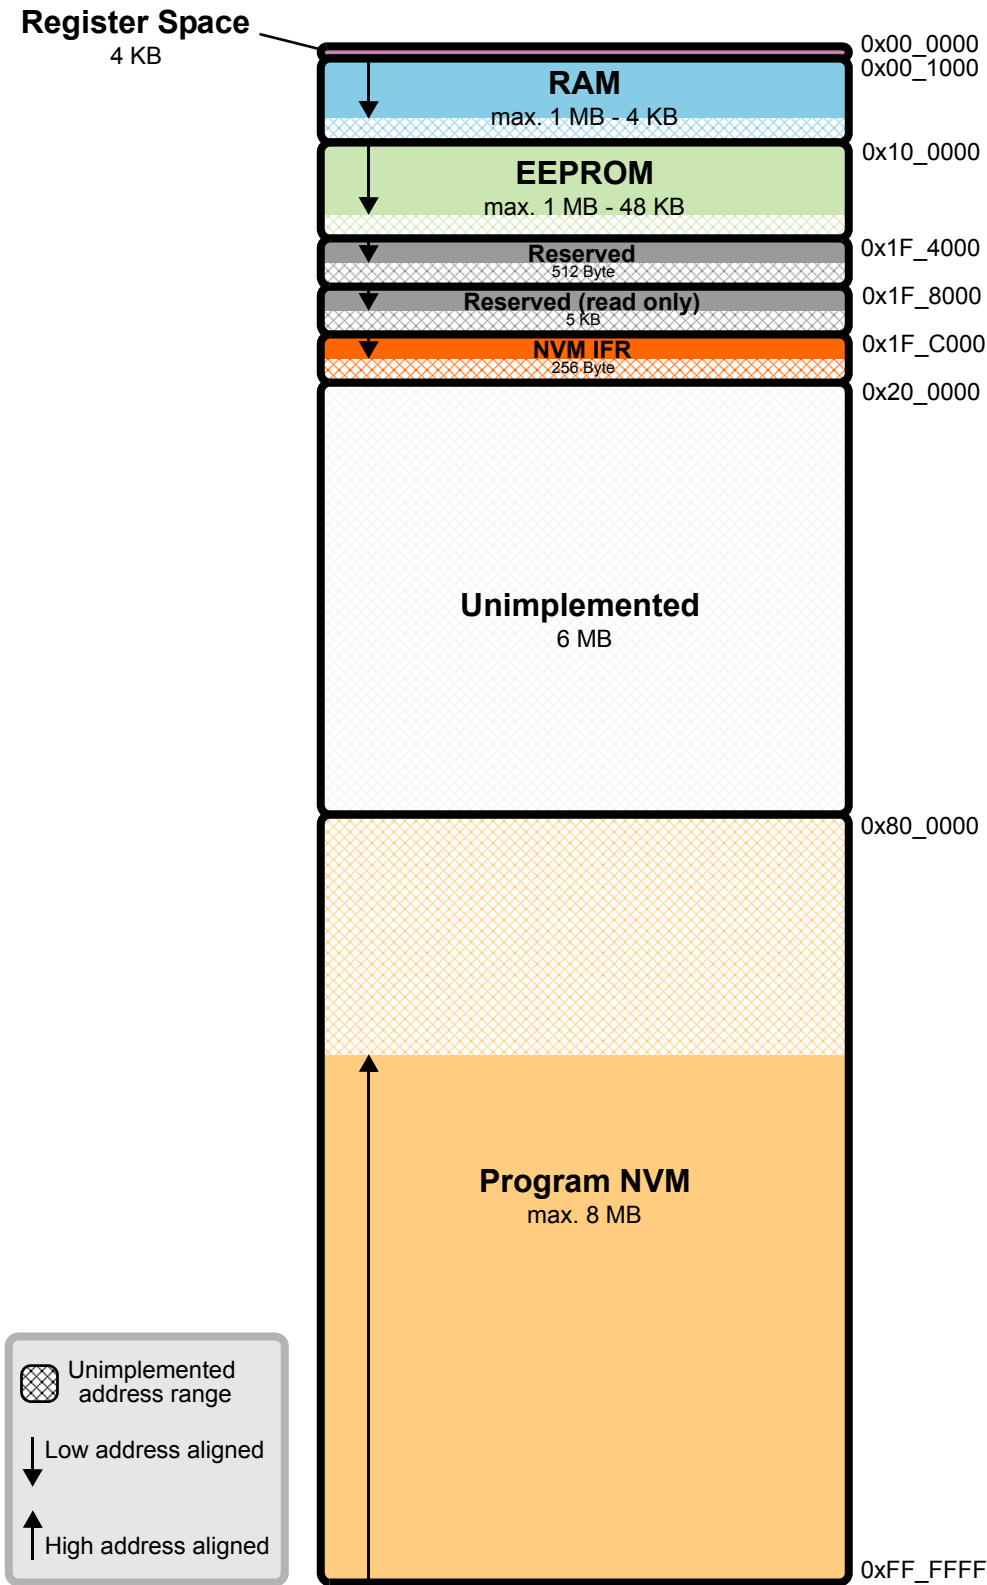 Register Space
4 KB
0x00_0000
0x00_1000
RAM
max. 1 MB - 4 KB
0x10_0000
EEPROM
max. 1 MB - 48 KB
0x1F_4000
Reserved
512 Byte
0x1F_8000
Reserved (read only)
5 KB
0x1F_C000
NVM IFR
256 Byte
0x20_0000
Unimplemented
6 MB
0x80_0000
Program NVM
max. 8 MB
Unimplemented
address range
Low address aligned
High address aligned
0xFF_FFFF